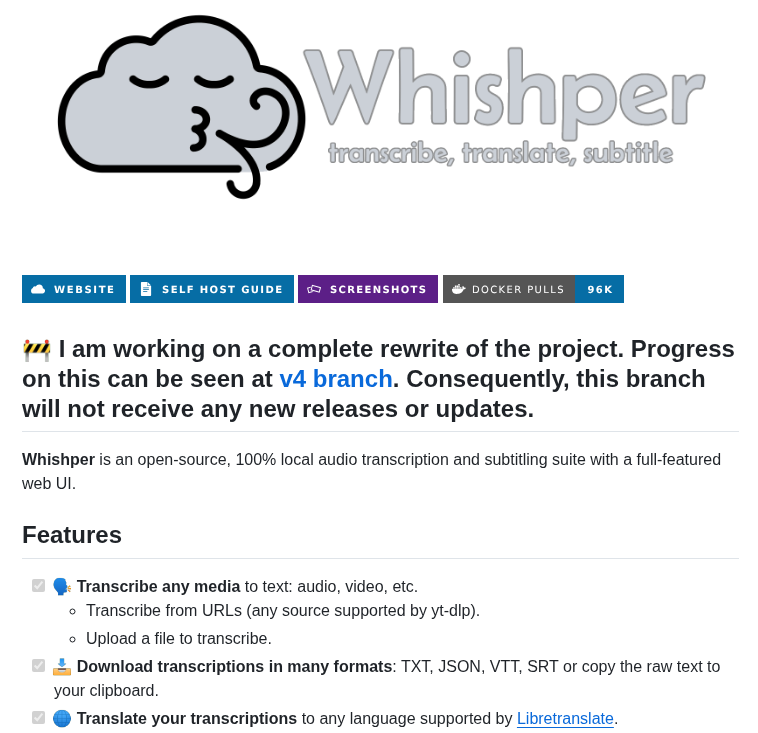 Whishper
transcribe, translate, subtitle
WEBSITE SELF HOST GUIDE SCREENSHOTS DOCKER PULLS 96K
🚧 I am working on a complete rewrite of the project. Progress
on this can be seen at v4 branch. Consequently, this branch
will not receive any new releases or updates.
Whishper is an open-source, 100% local audio transcription and subtitling suite with a full-featured
web UI.
Features
🗣️ Transcribe any media to text: audio, video, etc.
Transcribe from URLs (any source supported by yt-dlp).
Upload a file to transcribe.
📥 Download transcriptions in many formats: TXT, JSON, VTT, SRT or copy the raw text to
your clipboard.
🌐 Translate your transcriptions to any language supported by Libretranslate.